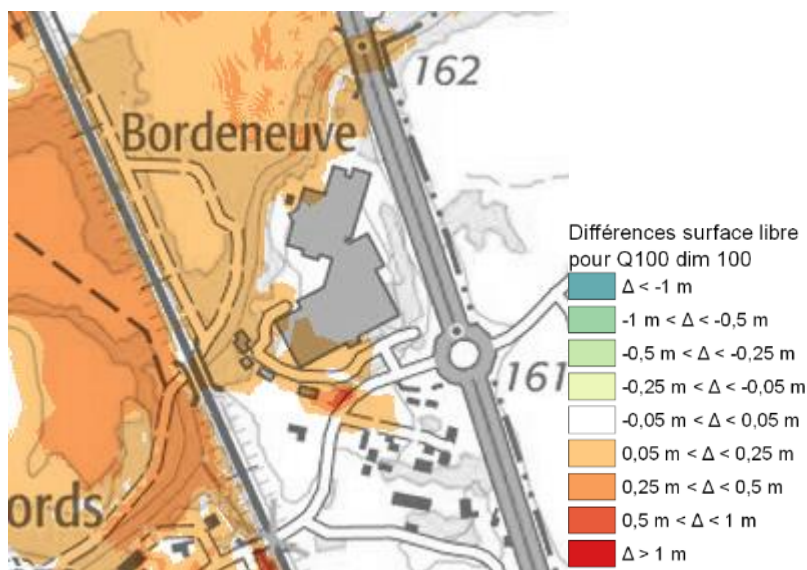 162
Bordeneuve
161
ords
Différences surface libre
pour Q100 dim 100
Δ < -1 m
-1 m < Δ < -0,5 m
-0,5 m < Δ < -0,25 m
-0,25 m < Δ < -0,05 m
-0,05 m < Δ < 0,05 m
0,05 m < Δ < 0,25 m
0,25 m < Δ < 0,5 m
0,5 m < Δ < 1 m
Δ > 1 m